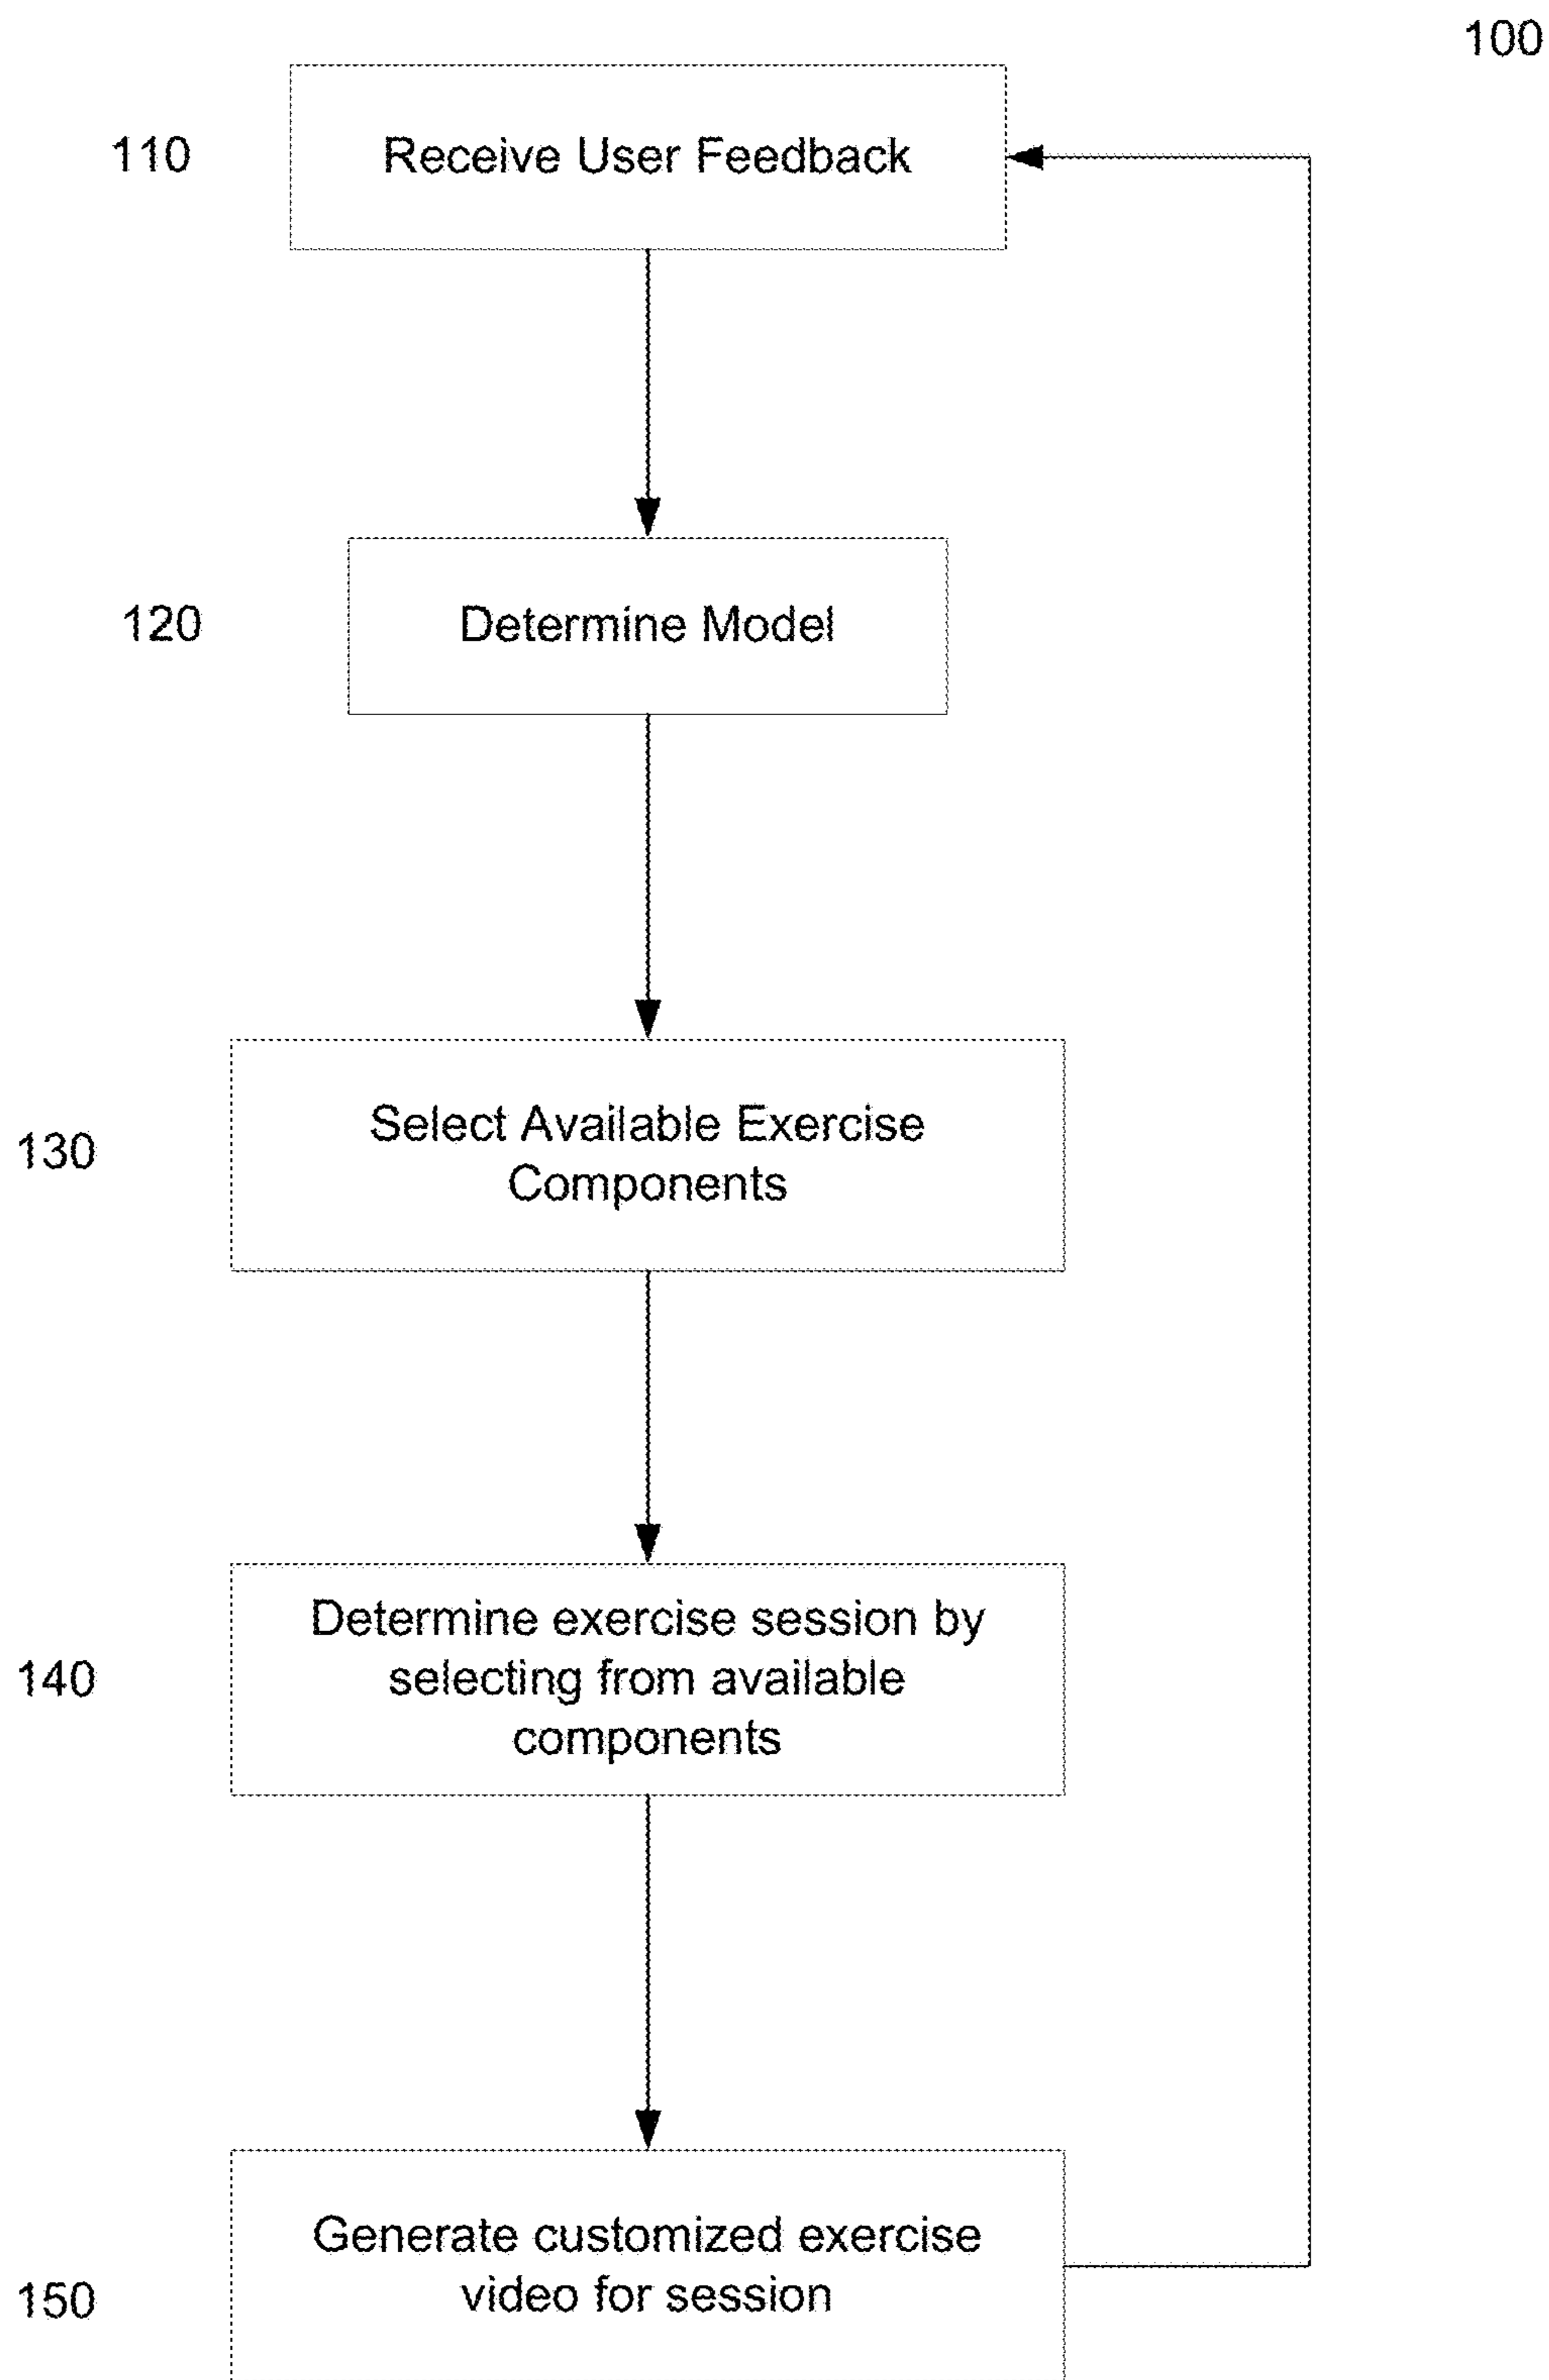 100
110
Receive User Feedback
120
Determine Model
130
Select Available Exercise
Components
140
Determine exercise session by
selecting from available
components
150
Generate customized exercise
video for session